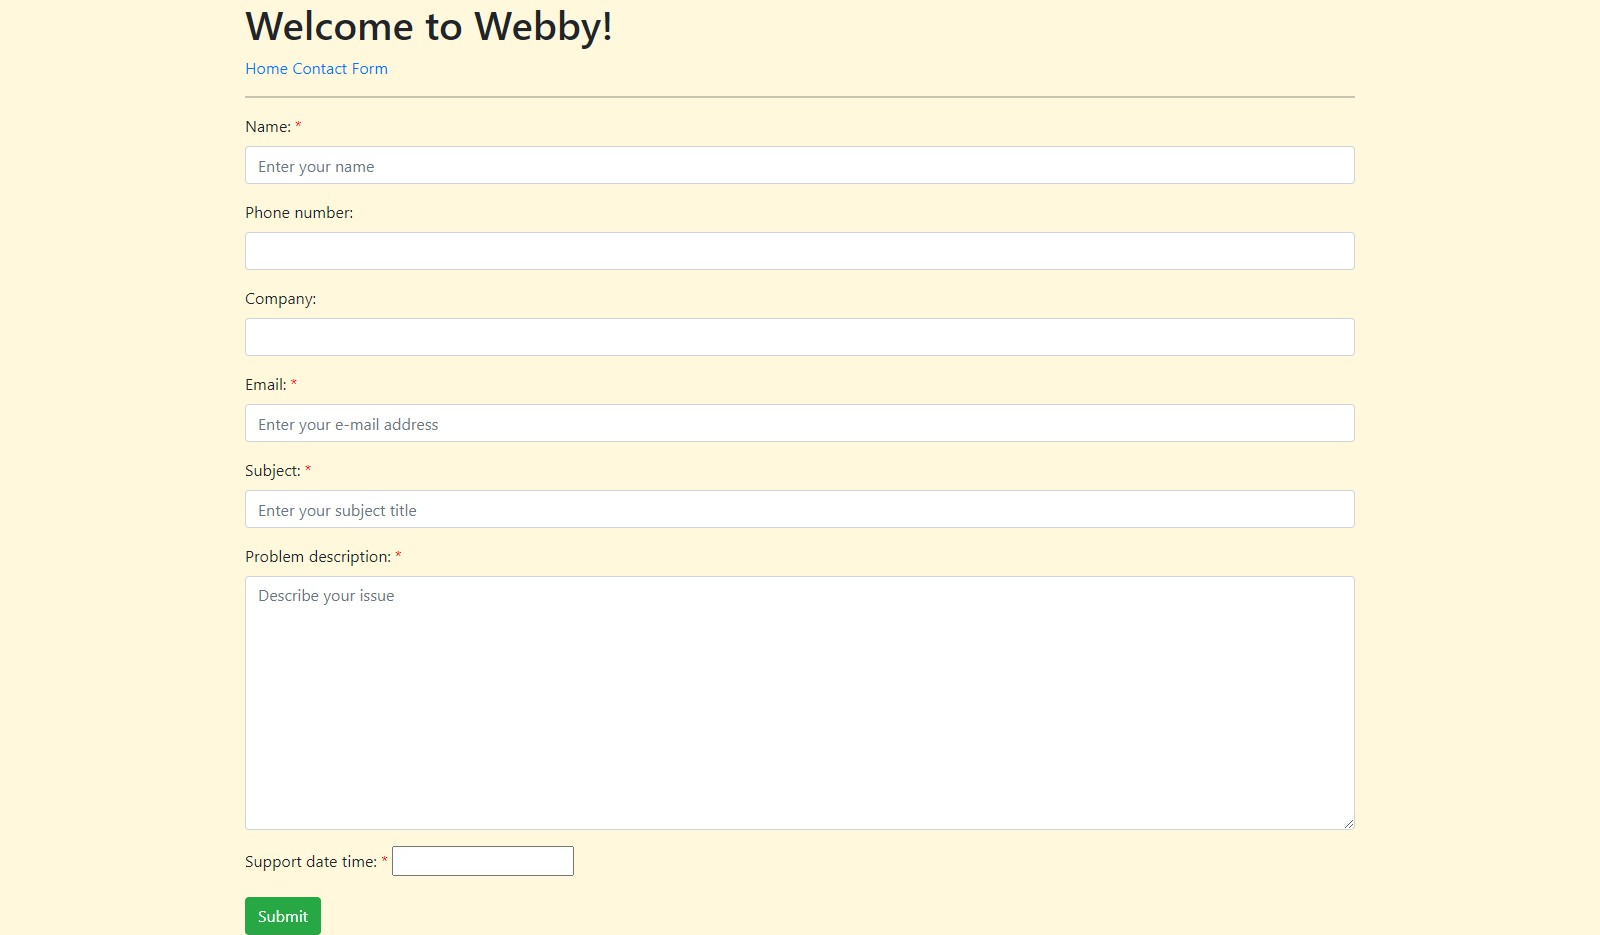 Welcome to Webby!
Home Contact Form
Name: *
Enter your name
Phone number:
Company:
Email: *
Enter your e-mail address
Subject: *
Enter your subject title
Problem description: *
Describe your issue
Support date time: *
Submit